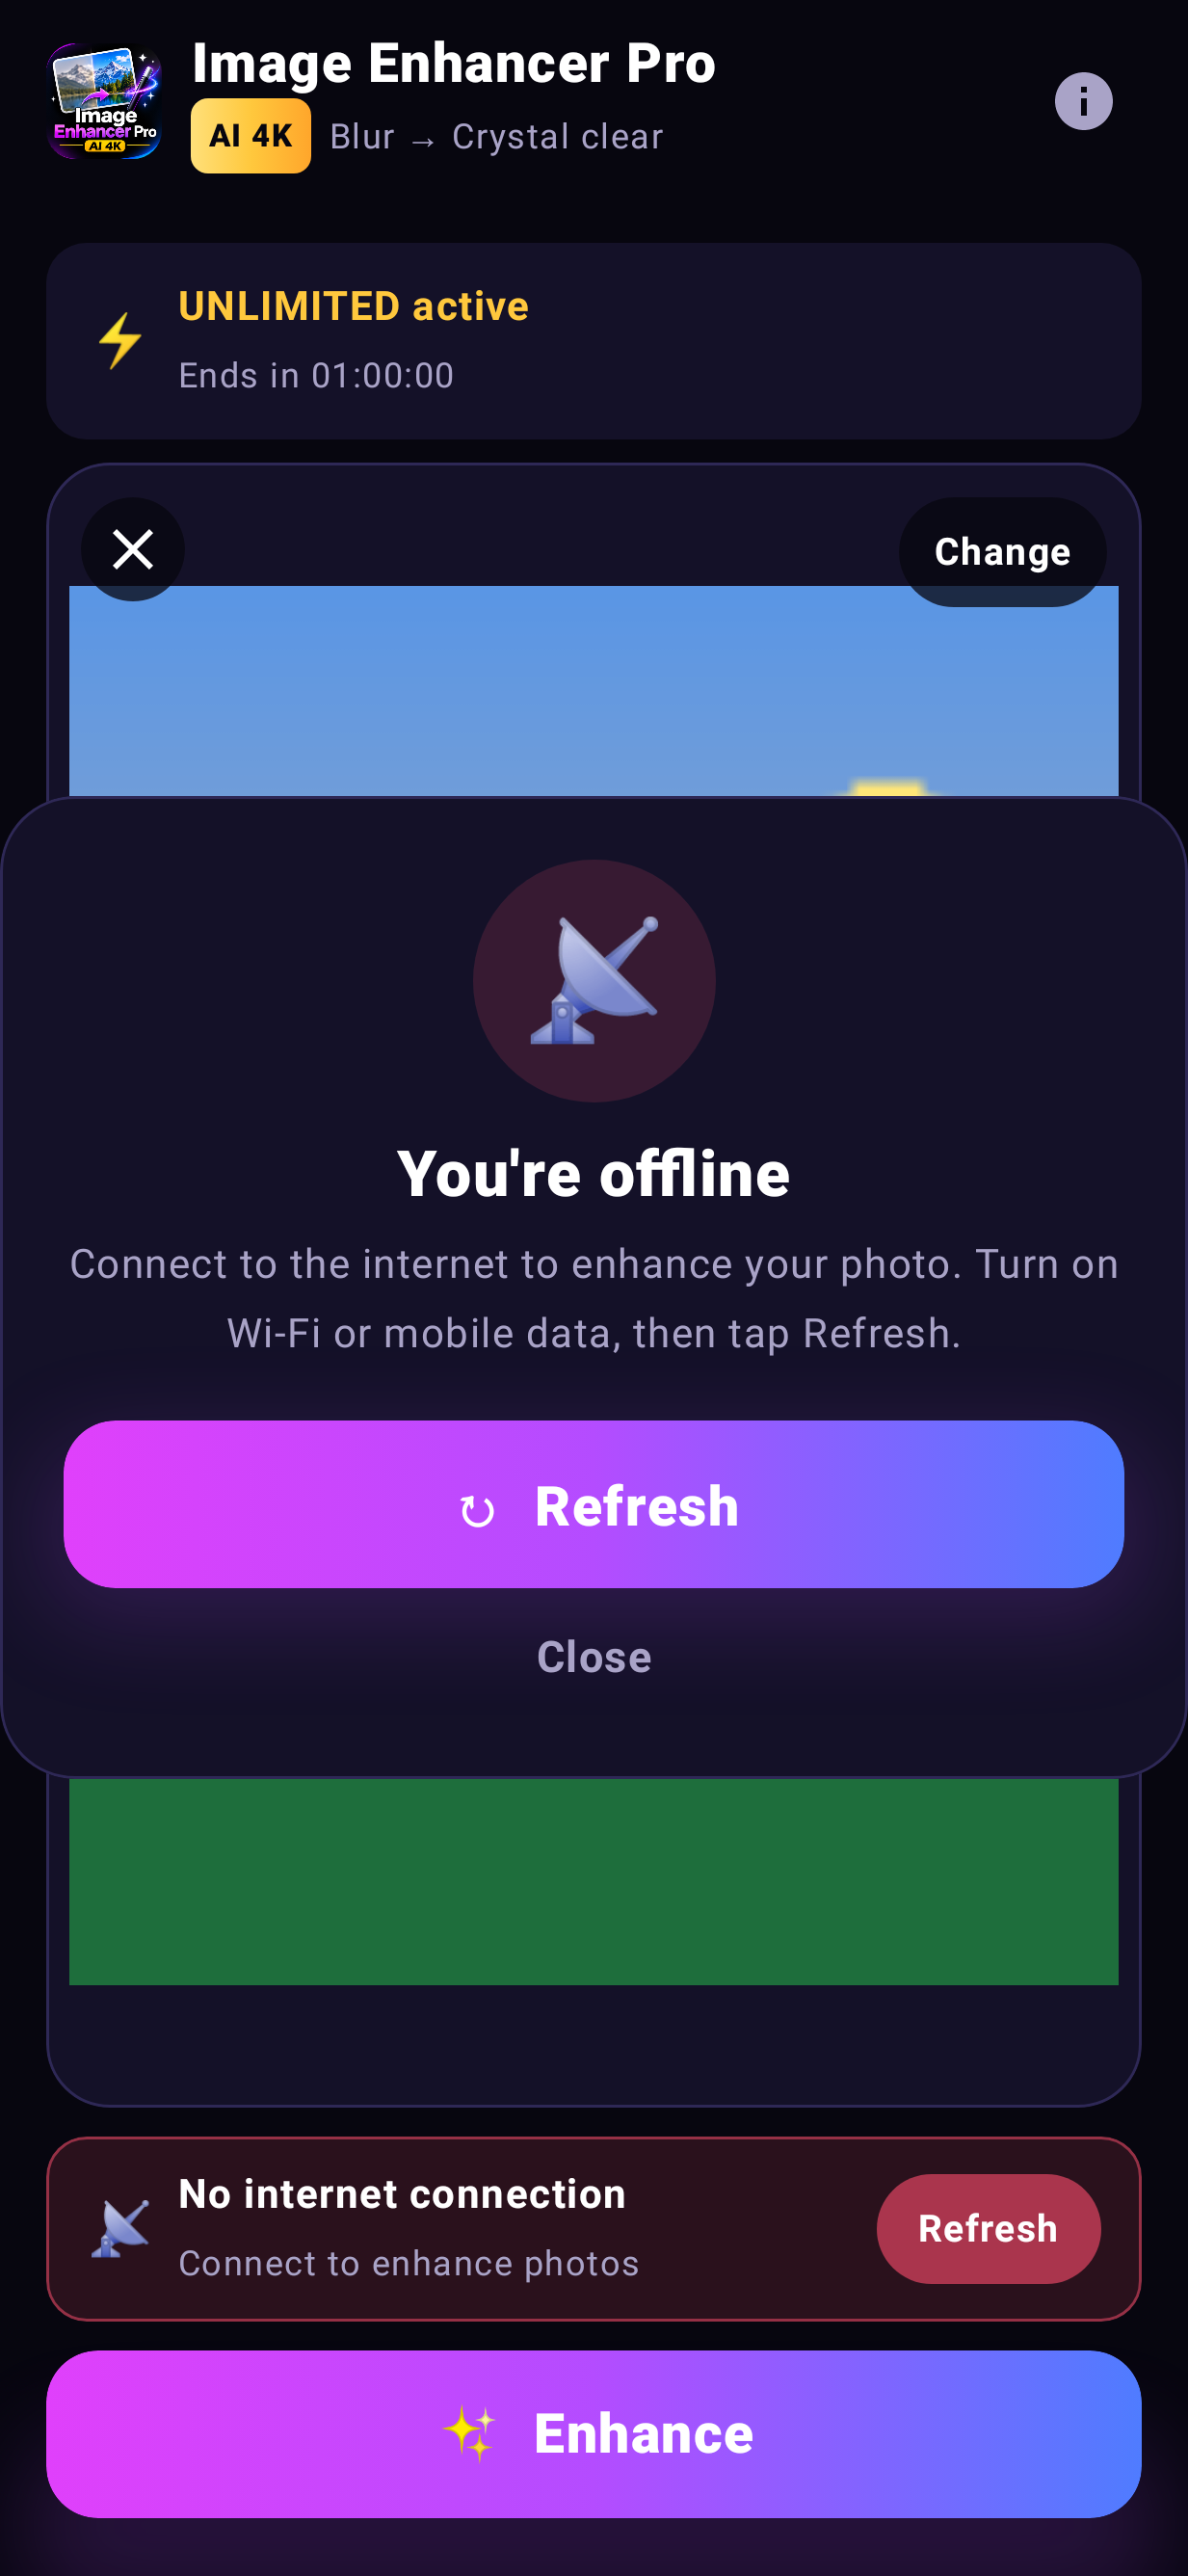 Image
Enhancer Pro
AI 4K
Image Enhancer Pro
AI 4K Blur → Crystal clear
UNLIMITED active
Ends in 01:00:00
Change
You're offline
Connect to the internet to enhance your photo. Turn on
Wi-Fi or mobile data, then tap Refresh.
↻ Refresh
Close
No internet connection
Connect to enhance photos
Refresh
✨ Enhance